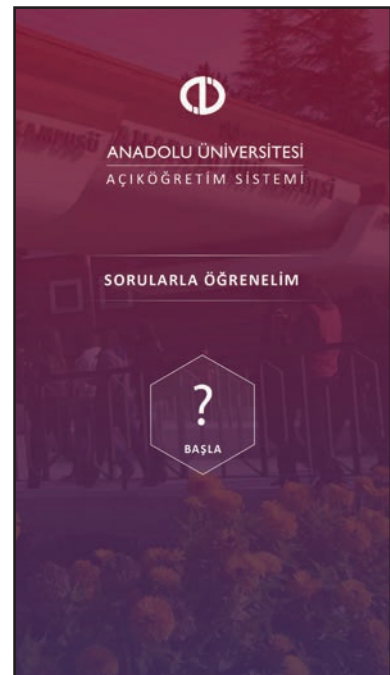 ANADOLU ÜNİVERSİTESİ
AÇIKÖĞRETİM SİSTEMİ
SORULARLA ÖĞRENELİM
?
BAŞLA